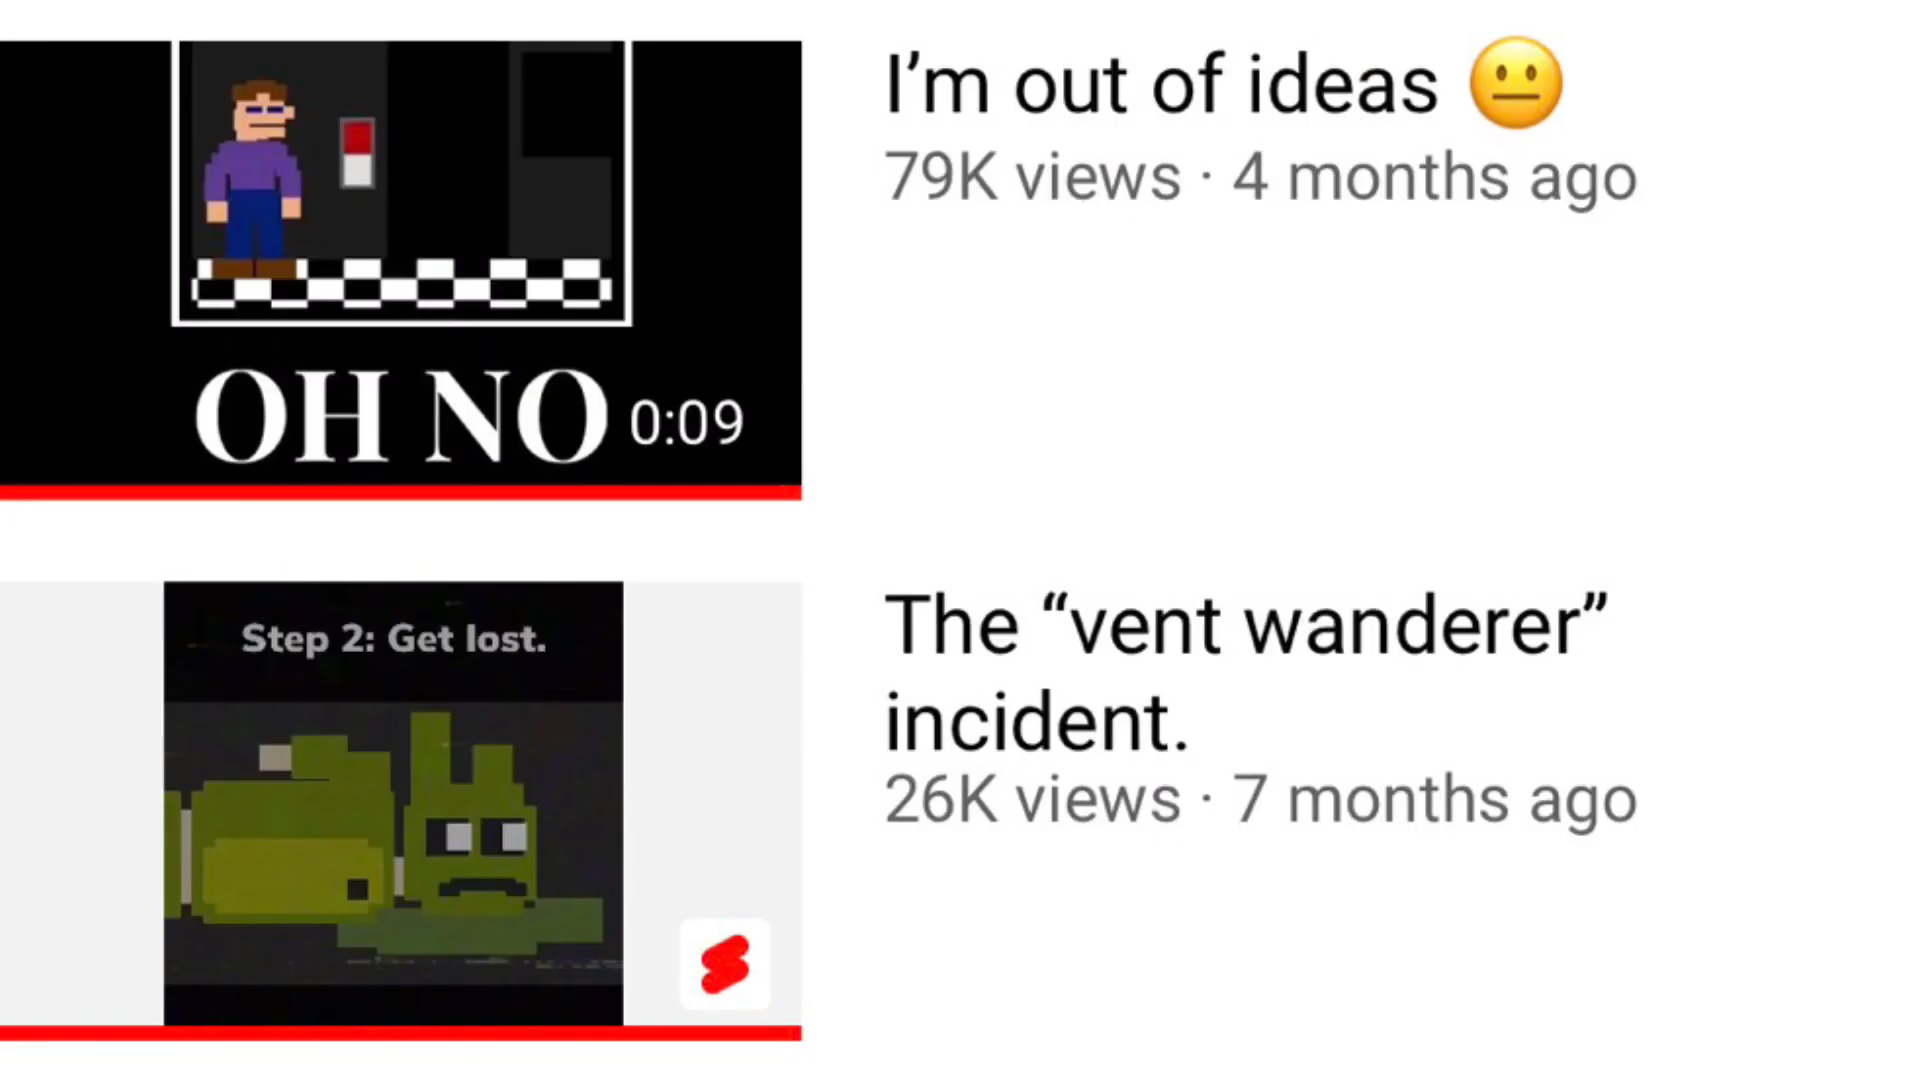 I’m out of ideas 😐
79K views · 4 months ago
OH NO
0:09
Step 2: Get lost.
The “vent wanderer”
incident.
26K views · 7 months ago